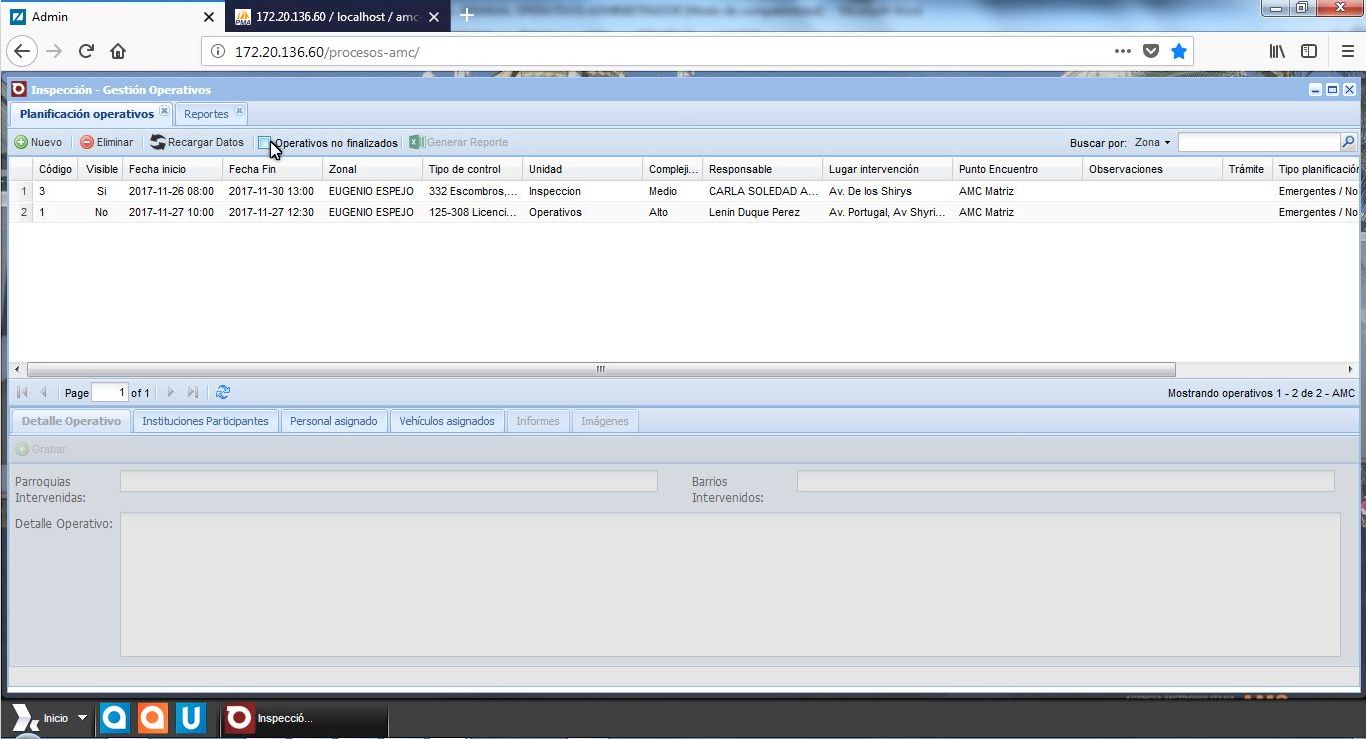 Admin
172.20.136.60 / localhost / amc
172.20.136.60/procesos-amc/
Inspección - Gestión Operativos
Planificación operativos
Reportes
Nuevo
Eliminar
Recargar Datos
Operativos no finalizados
Generar Reporte
Buscar por: Zona
Código Visible Fecha inicio Fecha Fin Zonal Tipo de control Unidad Compleji... Responsable Lugar intervención Punto Encuentro Observaciones Trámite Tipo planificación
1 3 Si 2017-11-26 08:00 2017-11-30 13:00 EUGENIO ESPEJO 332 Escombros,... Inspeccion Medio CARLA SOLEDAD A... Av. De los Shirys AMC Matriz Emergentes / No
2 1 No 2017-11-27 10:00 2017-11-27 12:30 EUGENIO ESPEJO 125-308 Licenci... Operativos Alto Lenin Duque Perez Av. Portugal, Av Shyri... AMC Matriz Emergentes / No
Page 1 of 1
Mostrando operativos 1 - 2 de 2 - AMC
Detalle Operativo
Instituciones Participantes
Personal asignado
Vehículos asignados
Informes
Imágenes
Grabar
Parroquias
Intervenidas:
Barrios
Intervenidos:
Detalle Operativo:
Inicio
Inspecció...